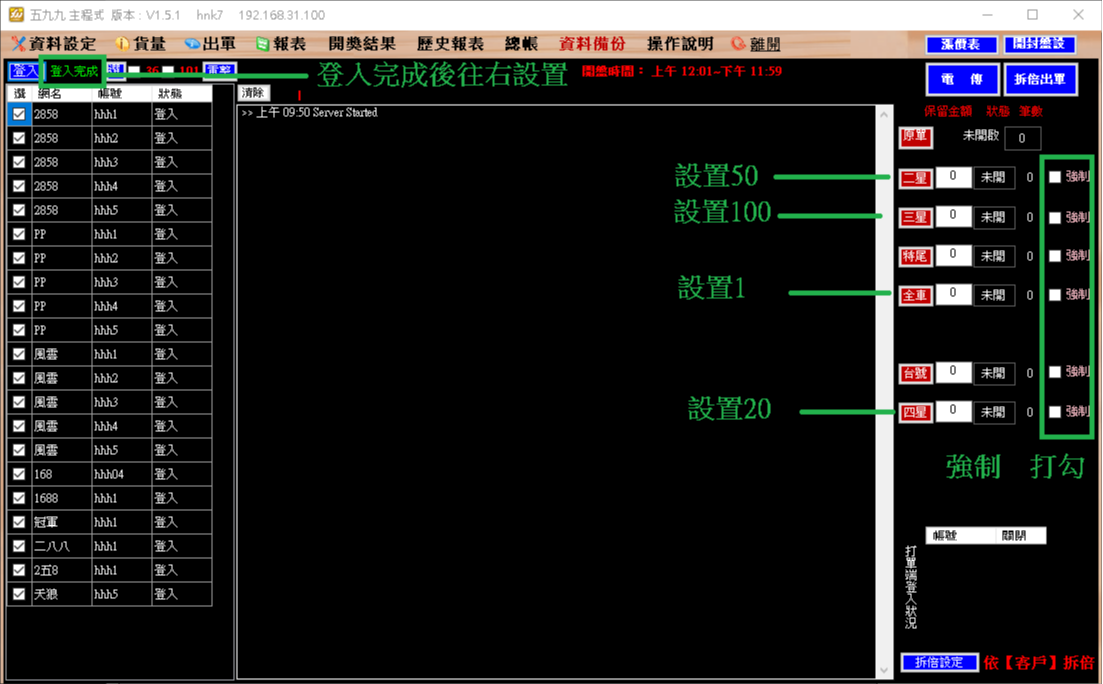 五九九 主程式 版本：V1.5.1 hnk7 192.168.31.100
資料設定 貨量 出單 報表 開獎結果 歷史報表 總帳 資料備份 操作說明 離開
漲價表 開封盤設
登入 登入完成 36 101
登入完成後往右設置
開盤時間：上午 12:01~下午 11:59
電 傳 拆倍出單
選 網名 帳號 狀態
清除
保留金額 狀態 筆數
2858 hhh1 登入
>> 上午 09:50 Server Started
2858 hhh2 登入
原單 未開啟 0
2858 hhh3 登入
2858 hhh4 登入
2858 hhh5 登入
PP hhh1 登入
PP hhh2 登入
PP hhh3 登入
PP hhh4 登入
PP hhh5 登入
風雲 hhh1 登入
風雲 hhh2 登入
風雲 hhh3 登入
風雲 hhh4 登入
風雲 hhh5 登入
168 hhh04 登入
1688 hhh1 登入
冠軍 hhh1 登入
二八八 hhh1 登入
2五8 hhh1 登入
天狼 hhh5 登入
設置50
二星 0 未開 0 強制
設置100
三星 0 未開 0 強制
特尾 0 未開 0 強制
設置1
全車 0 未開 0 強制
台號 0 未開 0 強制
設置20
四星 0 未開 0 強制
強制 打勾
帳號 關閉
打單端登入狀況
拆倍設定 依【客戶】拆倍